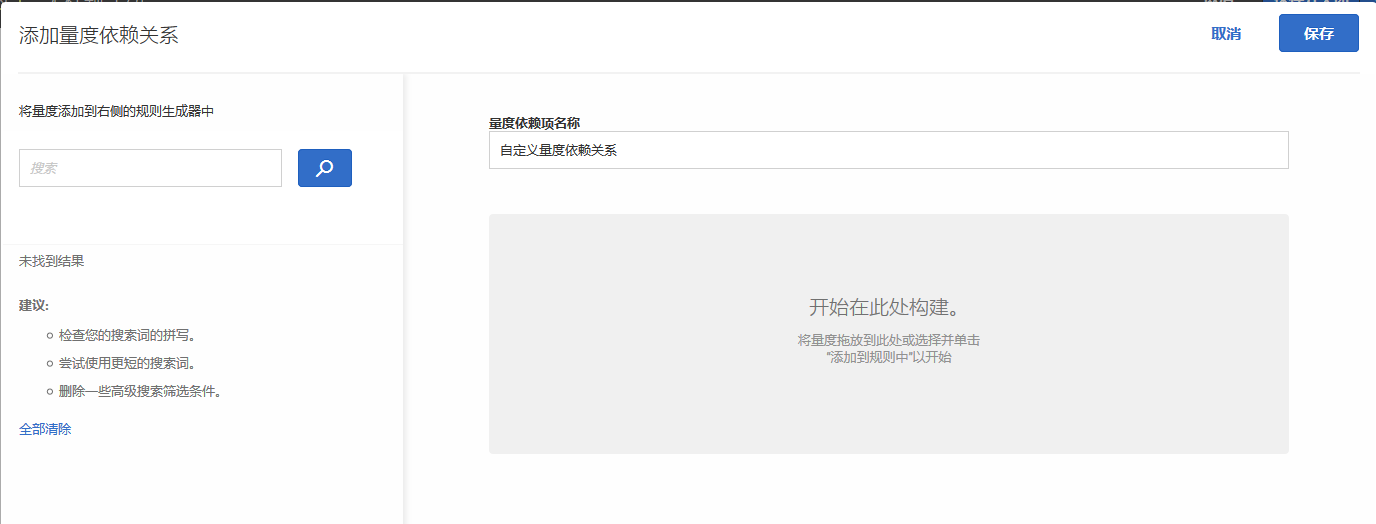 添加量度依赖关系
取消
保存
将量度添加到右侧的规则生成器中
搜索
未找到结果
建议:
检查您的搜索词的拼写。
尝试使用更短的搜索词。
删除一些高级搜索筛选条件。
全部清除
量度依赖项名称
自定义量度依赖关系
开始在此处构建。
将量度拖放到此处或选择并单击
"添加到规则中"以开始